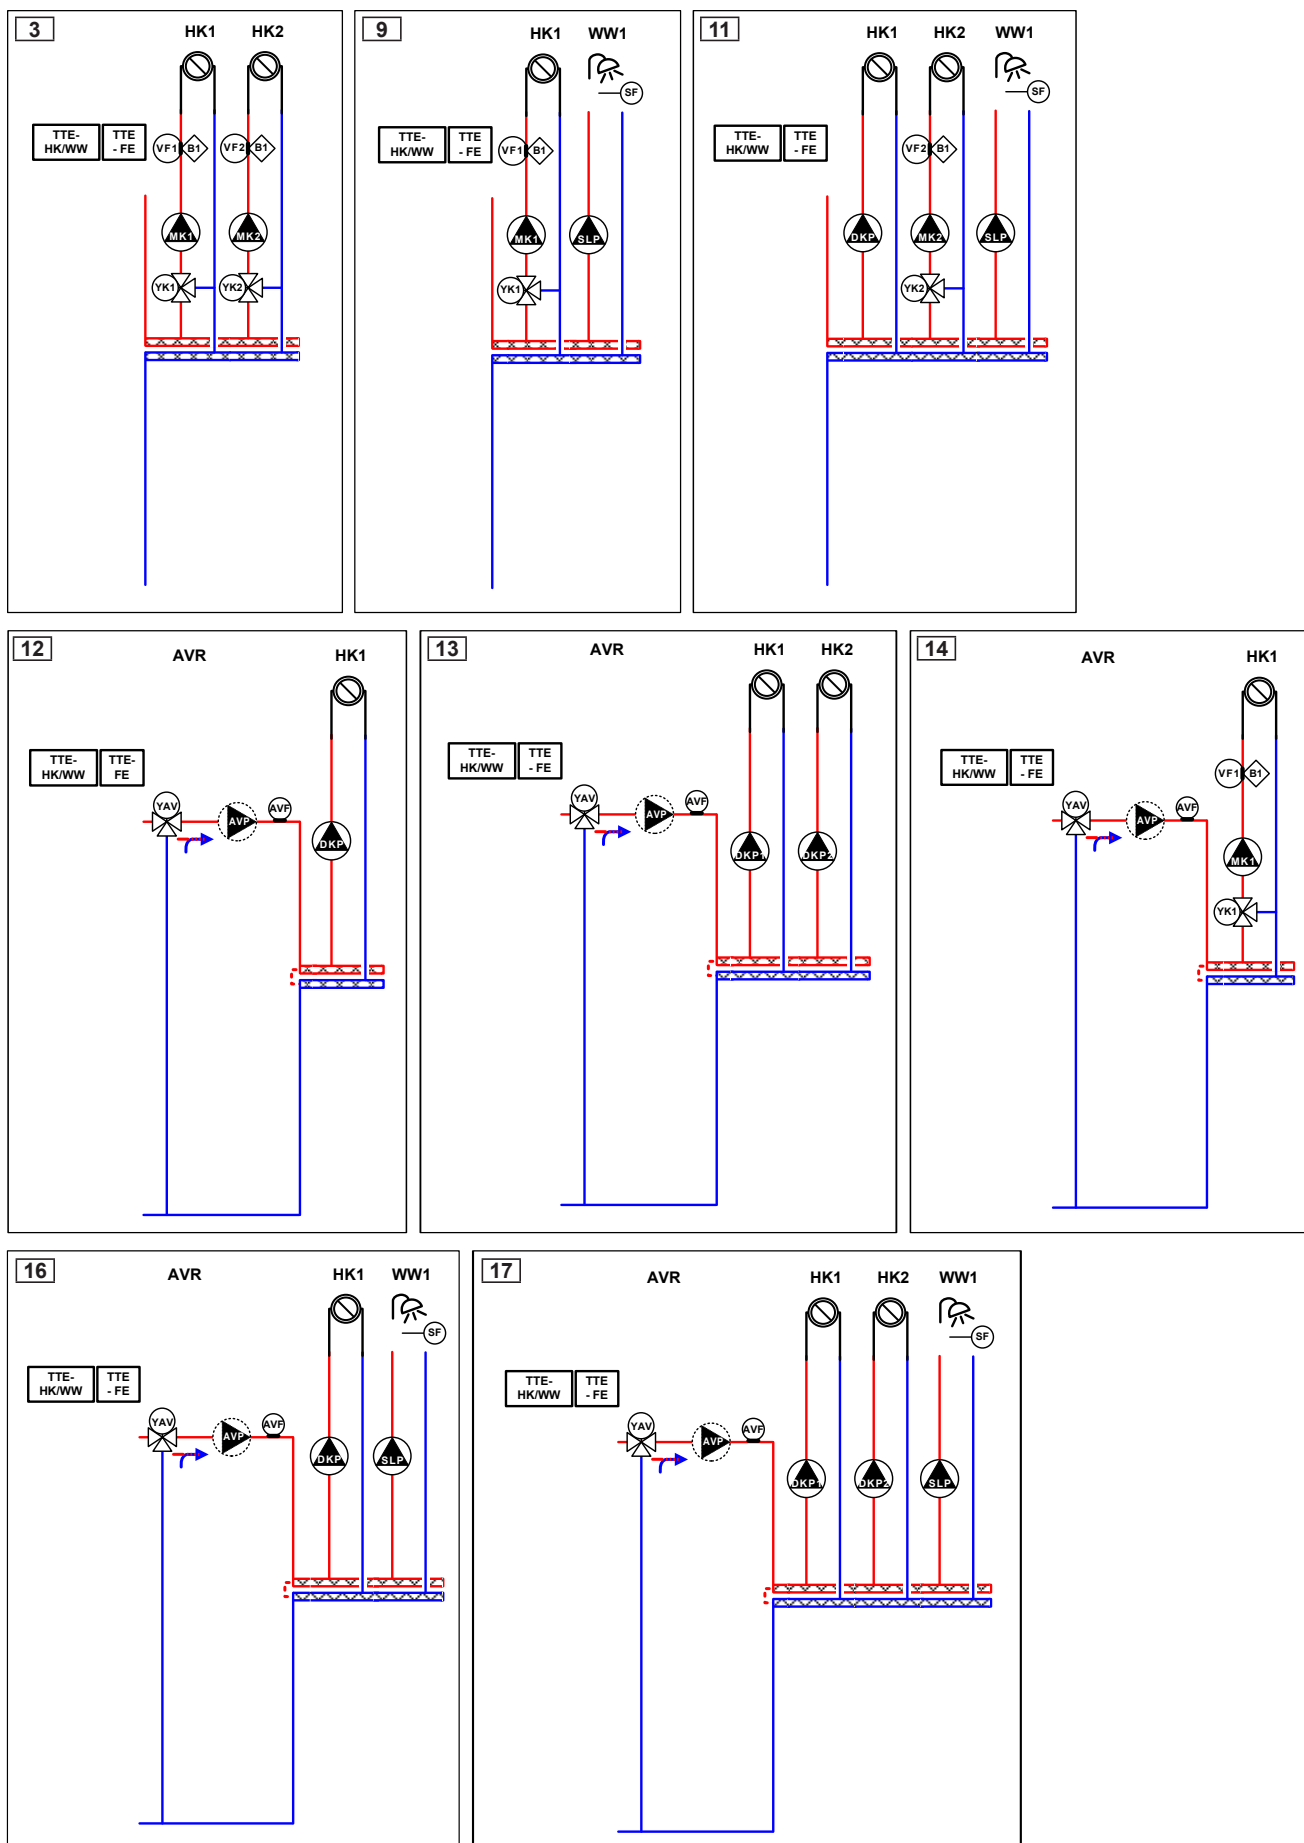 3
HK1 HK2
TTE-
HK/WW
TTE
- FE
VF1 B1 VF2 B1
MK1 MK2
YK1 YK2
9
HK1 WW1
SF
TTE-
HK/WW
TTE
- FE
VF1 B1
MK1 SLP
YK1
11
HK1 HK2 WW1
SF
TTE-
HK/WW
TTE
- FE
VF2 B1
DKP MK2 SLP
YK2
12
AVR HK1
TTE-
HK/WW
TTE-
FE
YAV AVP AVF
DKP
13
AVR HK1 HK2
TTE-
HK/WW
TTE
- FE
YAV AVP AVF
DKP1 DKP2
14
AVR HK1
TTE-
HK/WW
TTE
- FE
VF1 B1
YAV AVP AVF
MK1
YK1
16
AVR HK1 WW1
SF
TTE-
HK/WW
TTE
- FE
YAV AVP AVF
DKP SLP
17
AVR HK1 HK2 WW1
SF
TTE-
HK/WW
TTE
- FE
YAV AVP AVF
DKP1 DKP2 SLP